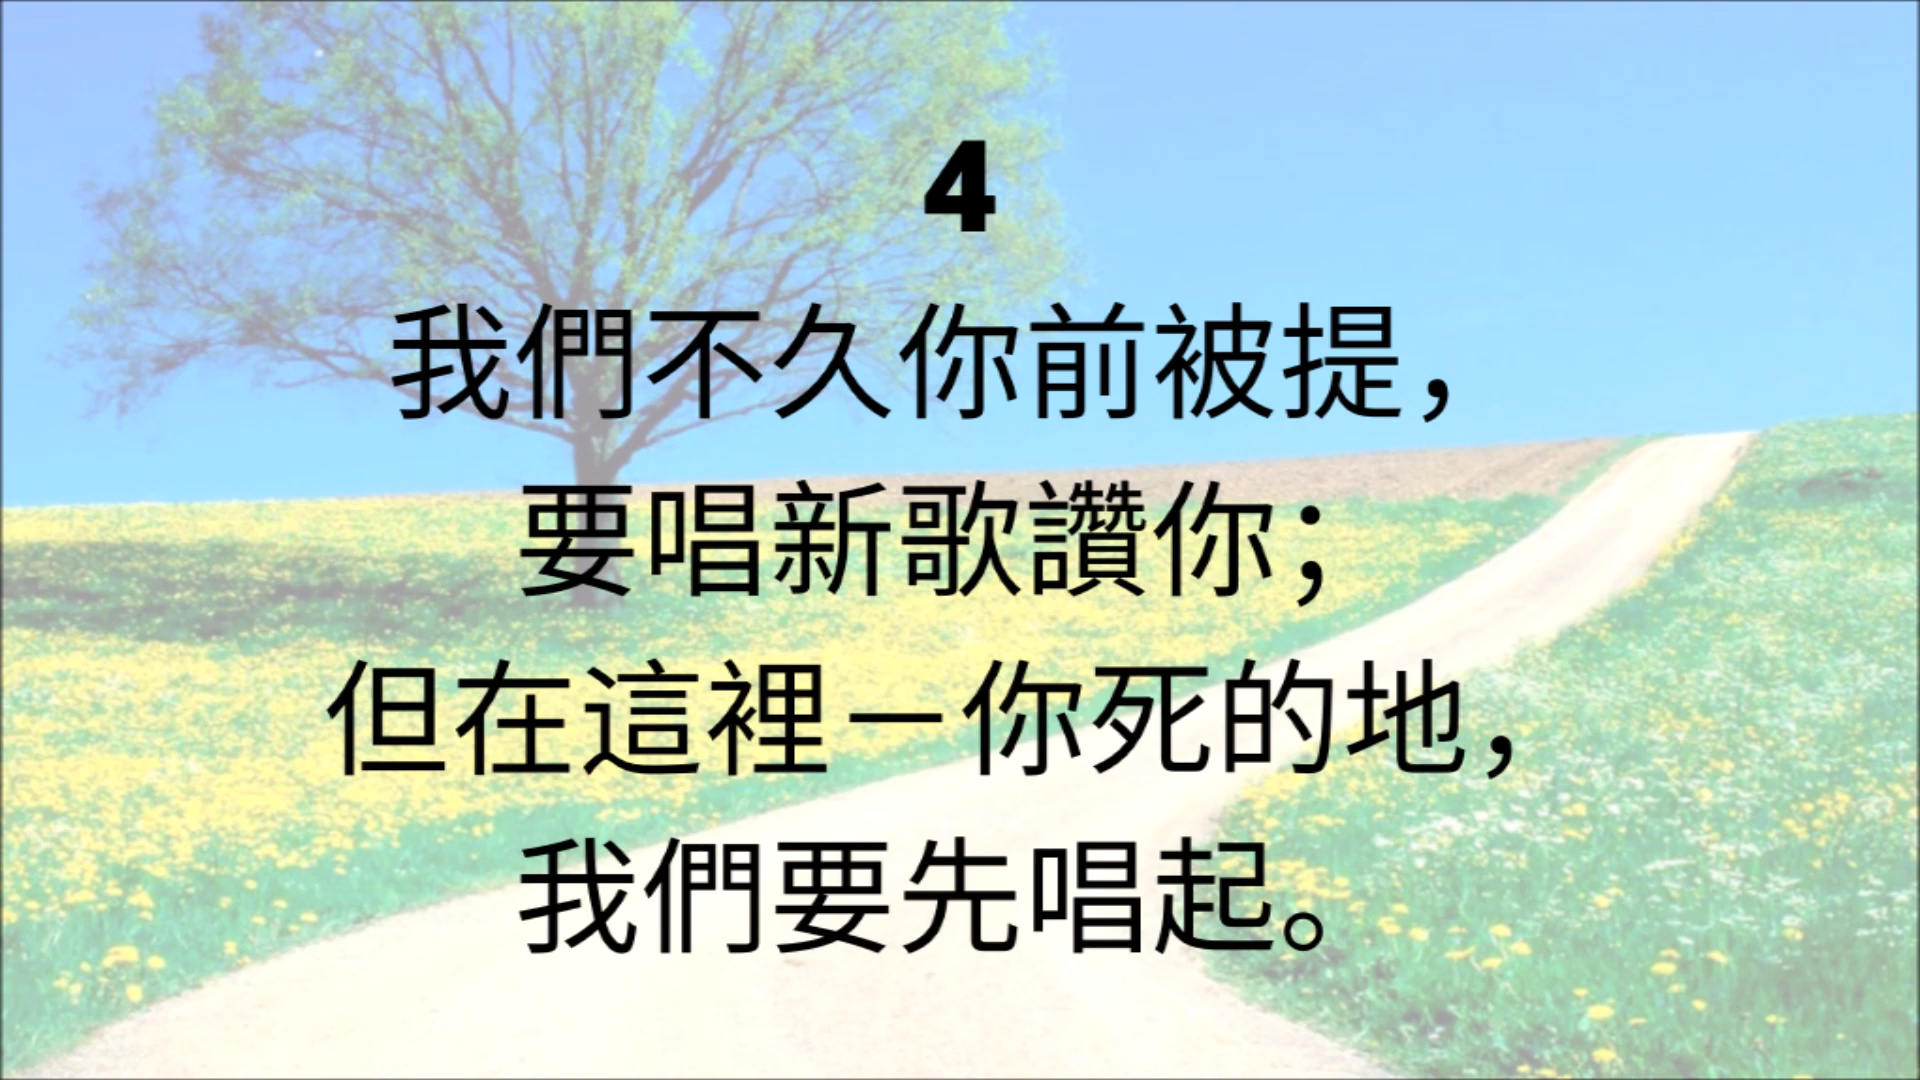 4
我們不久你前被提，
要唱新歌讚你；
但在這裡－你死的地，
我們要先唱起。